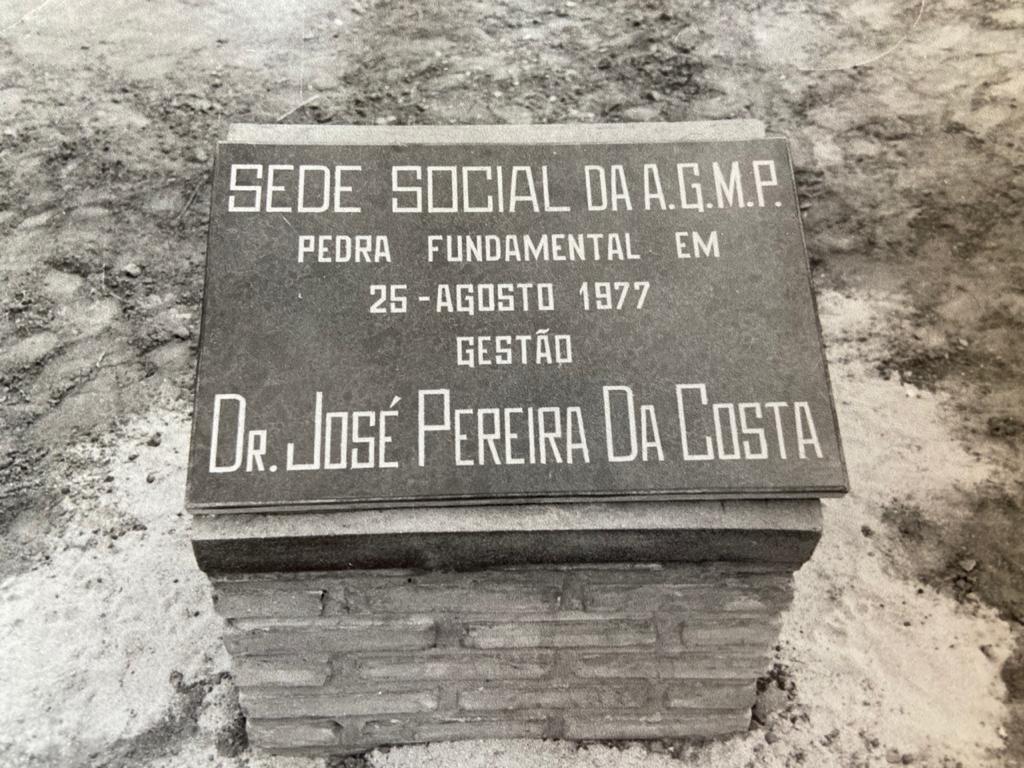 SEDE SOCIAL DA A.G.M.P.
PEDRA FUNDAMENTAL EM
25-AGOSTO 1977
GESTÃO
DR. JOSÉ PEREIRA DA COSTA